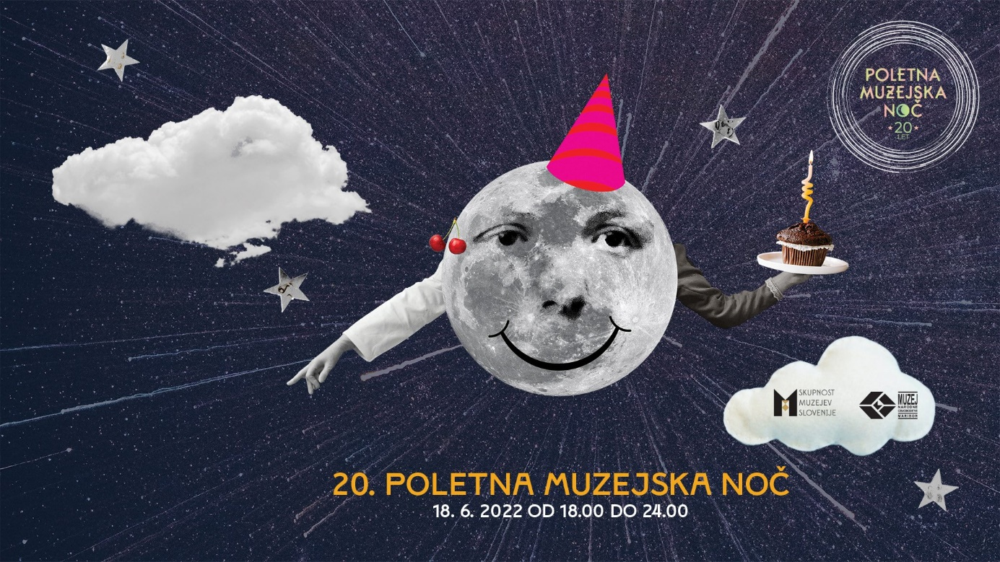 POLETNA
MUZEJSKA
NOČ
20
LET
SKUPNOST
MUZEJEV
SLOVENIJE
MUZEJ
NARODNE
OSVOBODITVE
MARIBOR
20. POLETNA MUZEJSKA NOČ
18. 6. 2022 OD 18.00 DO 24.00